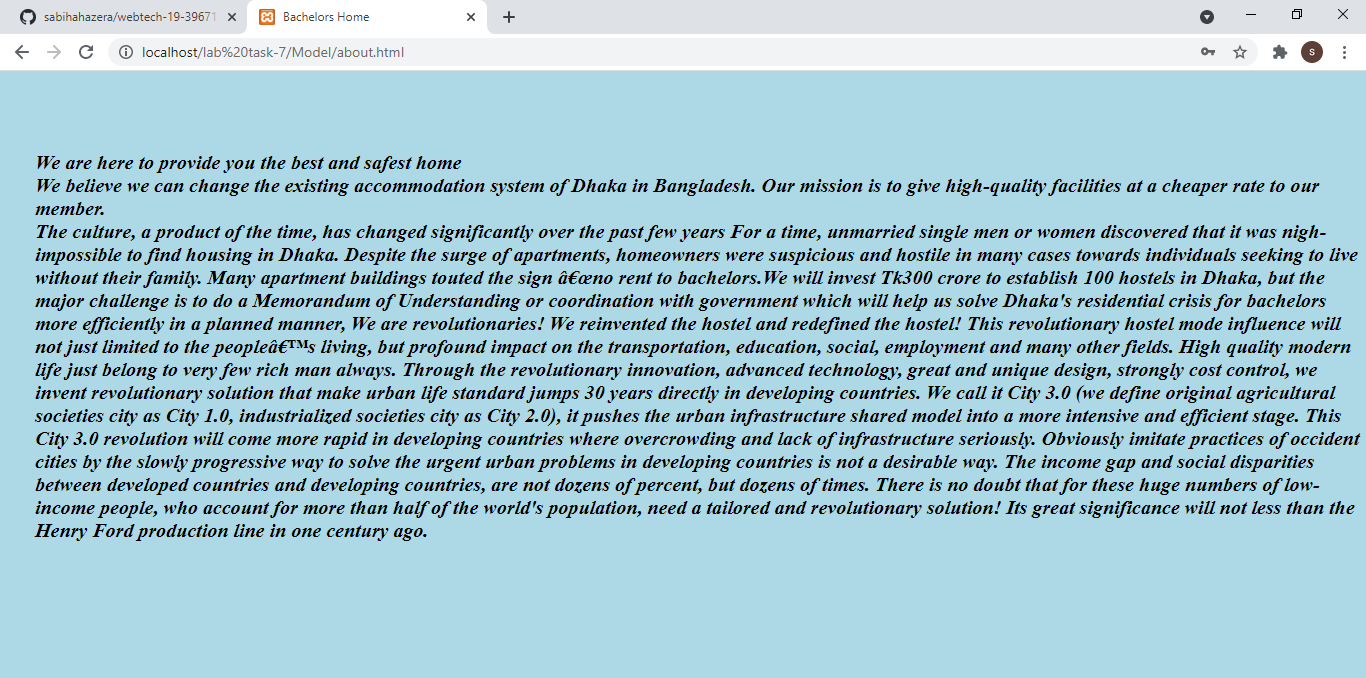 sabihahazera/webtech-19-39671
Bachelors Home
localhost/lab%20task-7/Model/about.html
s
We are here to provide you the best and safest home
We believe we can change the existing accommodation system of Dhaka in Bangladesh. Our mission is to give high-quality facilities at a cheaper rate to our
member.
The culture, a product of the time, has changed significantly over the past few years For a time, unmarried single men or women discovered that it was nigh-
impossible to find housing in Dhaka. Despite the surge of apartments, homeowners were suspicious and hostile in many cases towards individuals seeking to live
without their family. Many apartment buildings touted the sign â€œno rent to bachelors.We will invest Tk300 crore to establish 100 hostels in Dhaka, but the
major challenge is to do a Memorandum of Understanding or coordination with government which will help us solve Dhaka's residential crisis for bachelors
more efficiently in a planned manner, We are revolutionaries! We reinvented the hostel and redefined the hostel! This revolutionary hostel mode influence will
not just limited to the peopleâ€™s living, but profound impact on the transportation, education, social, employment and many other fields. High quality modern
life just belong to very few rich man always. Through the revolutionary innovation, advanced technology, great and unique design, strongly cost control, we
invent revolutionary solution that make urban life standard jumps 30 years directly in developing countries. We call it City 3.0 (we define original agricultural
societies city as City 1.0, industrialized societies city as City 2.0), it pushes the urban infrastructure shared model into a more intensive and efficient stage. This
City 3.0 revolution will come more rapid in developing countries where overcrowding and lack of infrastructure seriously. Obviously imitate practices of occident
cities by the slowly progressive way to solve the urgent urban problems in developing countries is not a desirable way. The income gap and social disparities
between developed countries and developing countries, are not dozens of percent, but dozens of times. There is no doubt that for these huge numbers of low-
income people, who account for more than half of the world's population, need a tailored and revolutionary solution! Its great significance will not less than the
Henry Ford production line in one century ago.